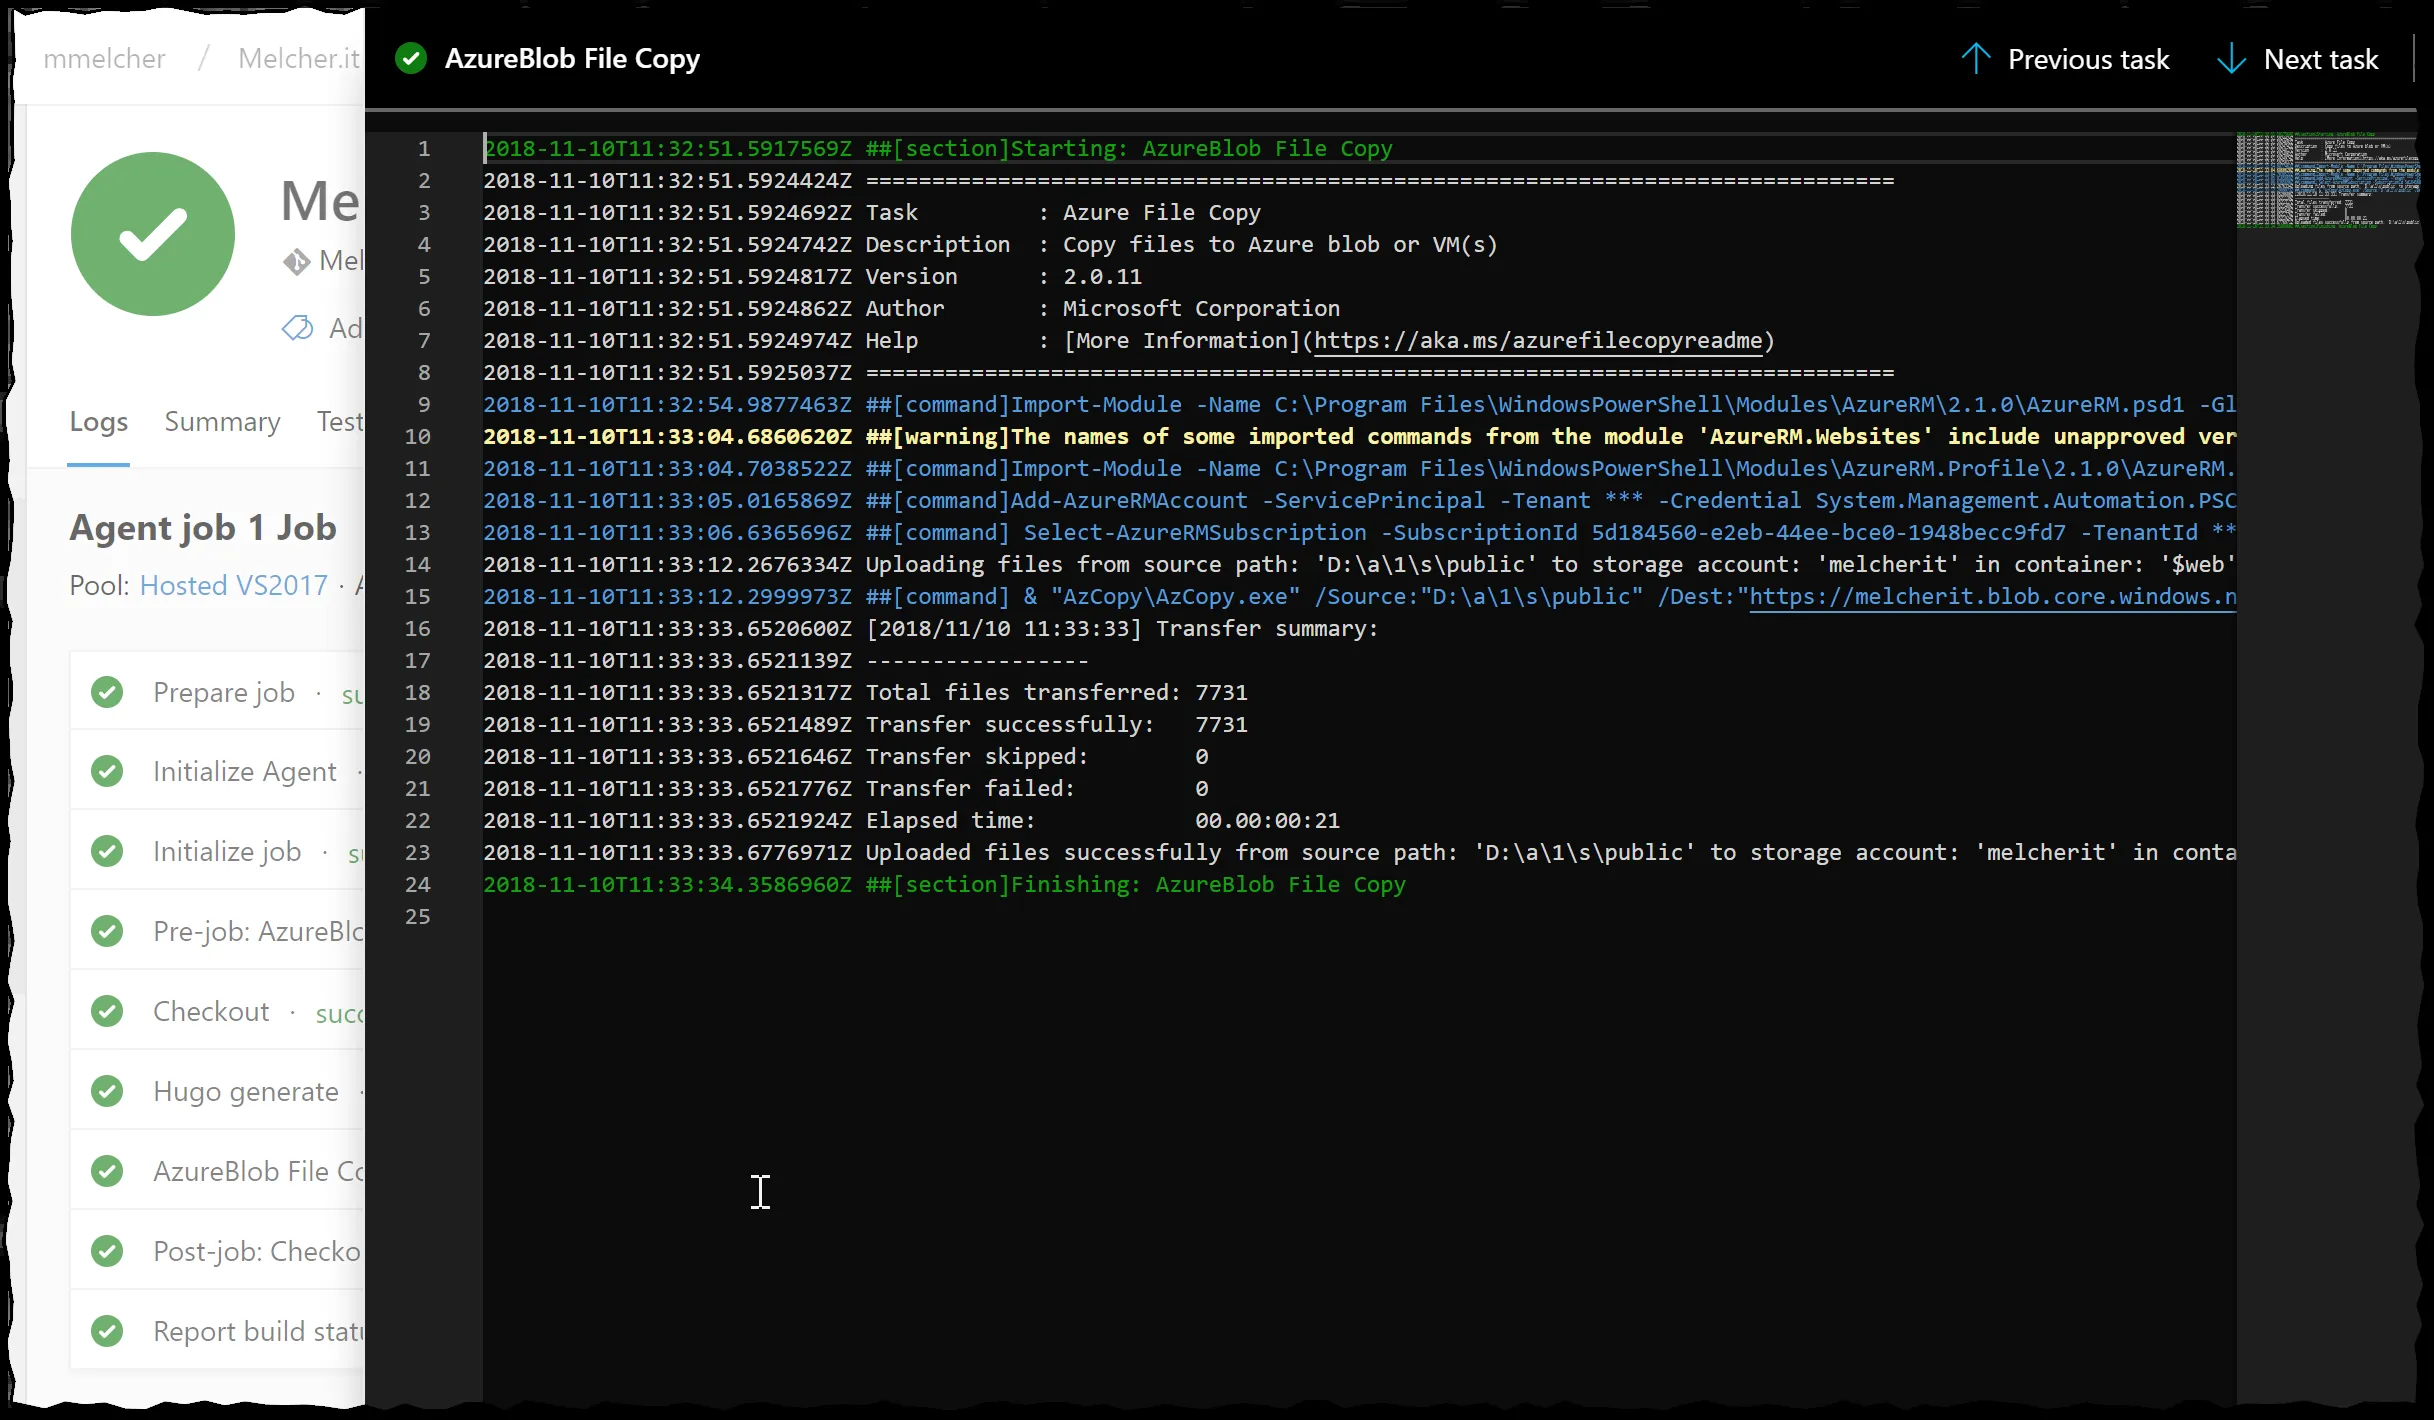 mmelcher / Melcher.it
AzureBlob File Copy
Previous task
Next task
Me
Mel
Ad
Logs Summary Test
Agent job 1 Job
Pool: Hosted VS2017 ·
Prepare job · su
Initialize Agent ·
Initialize job · su
Pre-job: AzureBlo
Checkout · succ
Hugo generate ·
AzureBlob File Co
Post-job: Checko
Report build statu
1 2018-11-10T11:32:51.5917569Z ##[section]Starting: AzureBlob File Copy
2 2018-11-10T11:32:51.5924424Z ==============================================================================
3 2018-11-10T11:32:51.5924692Z Task : Azure File Copy
4 2018-11-10T11:32:51.5924742Z Description : Copy files to Azure blob or VM(s)
5 2018-11-10T11:32:51.5924817Z Version : 2.0.11
6 2018-11-10T11:32:51.5924862Z Author : Microsoft Corporation
7 2018-11-10T11:32:51.5924974Z Help : [More Information](https://aka.ms/azurefilecopyreadme)
8 2018-11-10T11:32:51.5925037Z ==============================================================================
9 2018-11-10T11:32:54.9877463Z ##[command]Import-Module -Name C:\Program Files\WindowsPowerShell\Modules\AzureRM\2.1.0\AzureRM.psd1 -Gl
10 2018-11-10T11:33:04.6860620Z ##[warning]The names of some imported commands from the module 'AzureRM.Websites' include unapproved ver
11 2018-11-10T11:33:04.7038522Z ##[command]Import-Module -Name C:\Program Files\WindowsPowerShell\Modules\AzureRM.Profile\2.1.0\AzureRM.
12 2018-11-10T11:33:05.0165869Z ##[command]Add-AzureRMAccount -ServicePrincipal -Tenant *** -Credential System.Management.Automation.PSC
13 2018-11-10T11:33:06.6365696Z ##[command] Select-AzureRMSubscription -SubscriptionId 5d184560-e2eb-44ee-bce0-1948becc9fd7 -TenantId **
14 2018-11-10T11:33:12.2676334Z Uploading files from source path: 'D:\a\1\s\public' to storage account: 'melcherit' in container: '$web'
15 2018-11-10T11:33:12.2999973Z ##[command] & "AzCopy\AzCopy.exe" /Source:"D:\a\1\s\public" /Dest:"https://melcherit.blob.core.windows.n
16 2018-11-10T11:33:33.6520600Z [2018/11/10 11:33:33] Transfer summary:
17 2018-11-10T11:33:33.6521139Z -----------------
18 2018-11-10T11:33:33.6521317Z Total files transferred: 7731
19 2018-11-10T11:33:33.6521489Z Transfer successfully: 7731
20 2018-11-10T11:33:33.6521646Z Transfer skipped: 0
21 2018-11-10T11:33:33.6521776Z Transfer failed: 0
22 2018-11-10T11:33:33.6521924Z Elapsed time: 00.00:00:21
23 2018-11-10T11:33:33.6776971Z Uploaded files successfully from source path: 'D:\a\1\s\public' to storage account: 'melcherit' in conta
24 2018-11-10T11:33:34.3586960Z ##[section]Finishing: AzureBlob File Copy
25